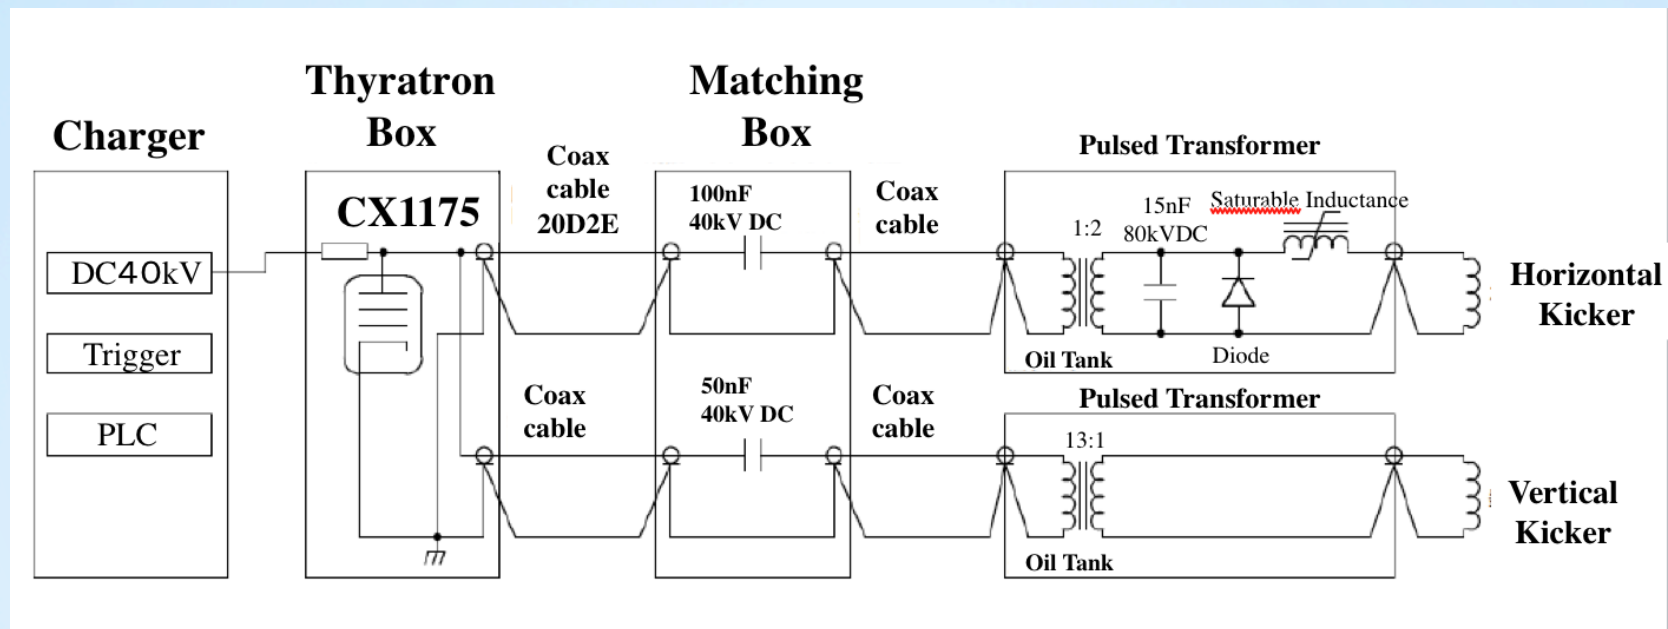 Charger
DC40kV
Trigger
PLC
Thyratron
Box
CX1175
Coax
cable
20D2E
Coax
cable
Matching
Box
100nF
40kV DC
50nF
40kV DC
Coax
cable
Coax
cable
Pulsed Transformer
1:2
15nF
80kVDC
Saturable Inductance
Diode
Oil Tank
Pulsed Transformer
13:1
Oil Tank
Horizontal
Kicker
Vertical
Kicker